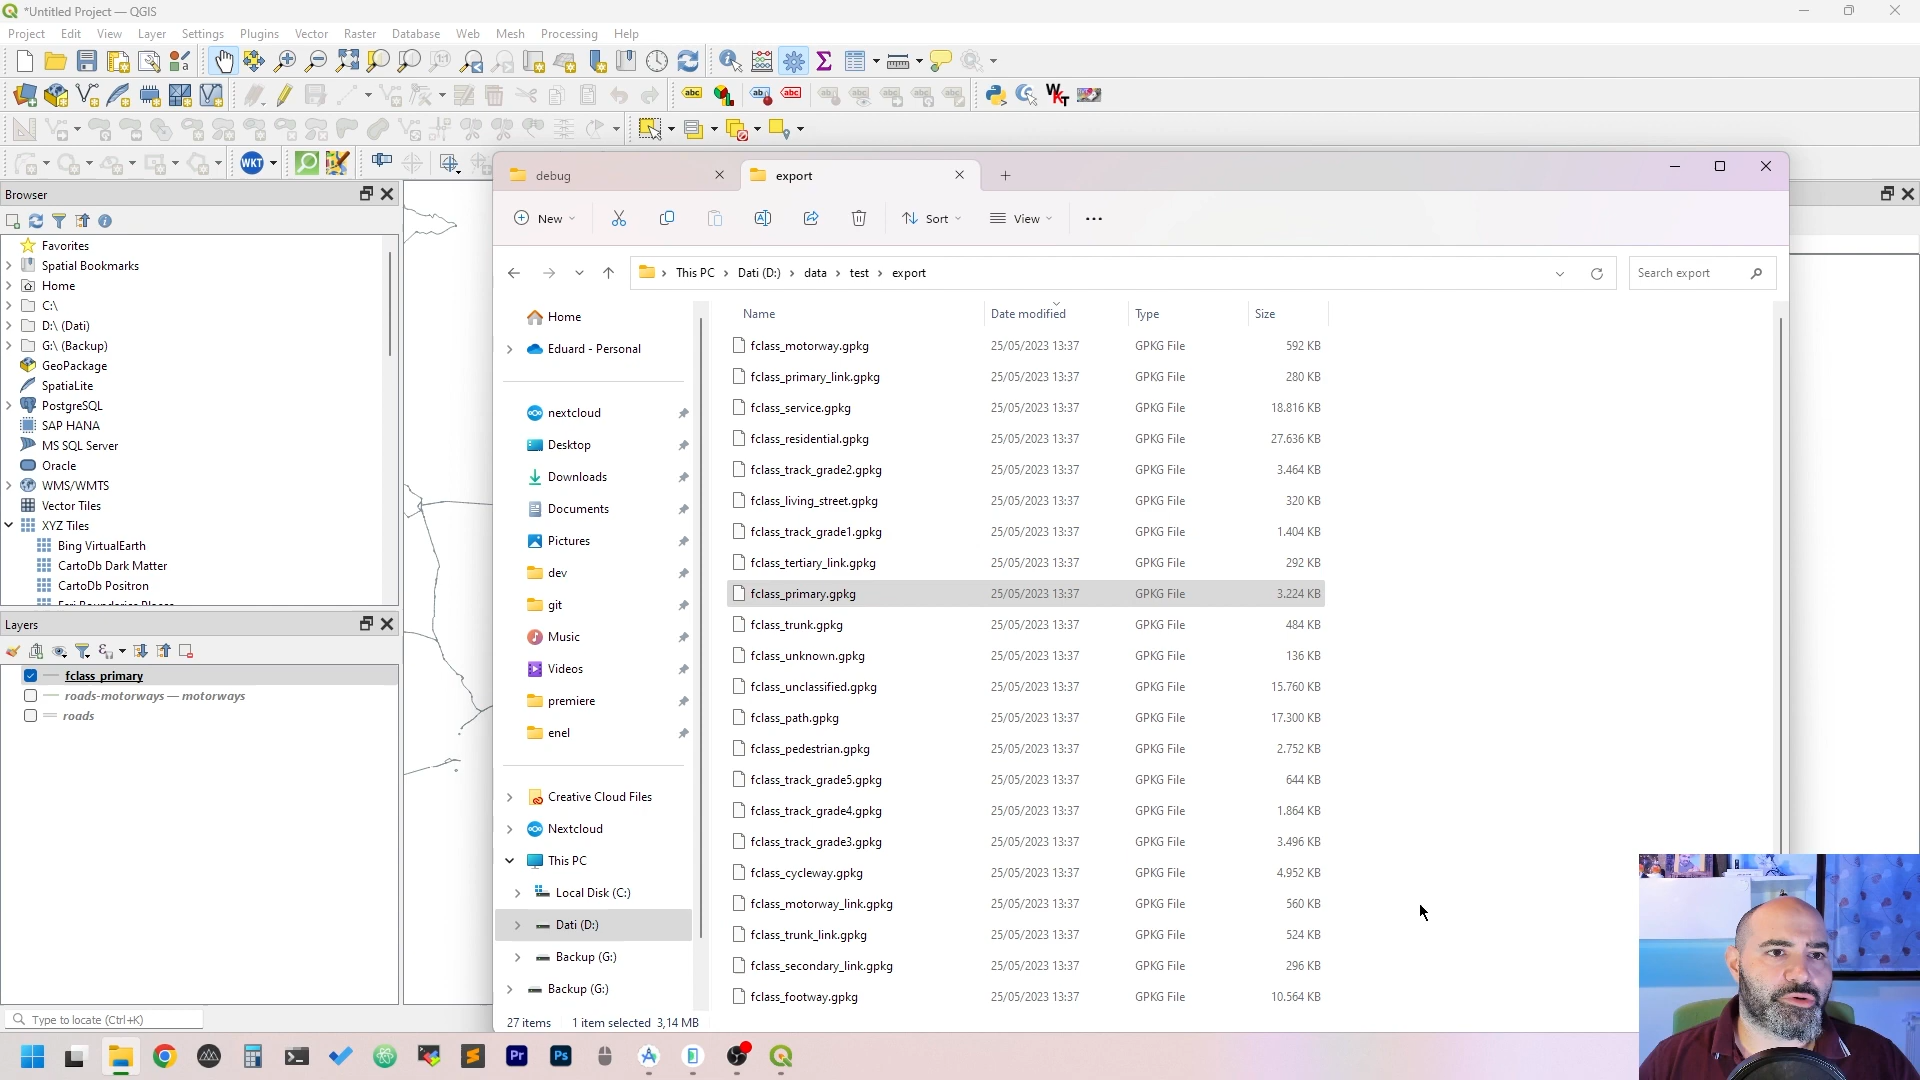 *Untitled Project — QGIS
Project Edit View Layer Settings Plugins Vector Raster Database Web Mesh Processing Help
Browser
Favorites
Spatial Bookmarks
Home
C:\
D:\ (Dati)
G:\ (Backup)
GeoPackage
SpatiaLite
PostgreSQL
SAP HANA
MS SQL Server
Oracle
WMS/WMTS
Vector Tiles
XYZ Tiles
Bing VirtualEarth
CartoDb Dark Matter
CartoDb Positron
Layers
fclass_primary
roads-motorways — motorways
roads
Type to locate (Ctrl+K)
debug export
New Sort View
This PC Dati (D:) data test export
Search export
Home
Eduard - Personal
nextcloud
Desktop
Downloads
Documents
Pictures
dev
git
Music
Videos
premiere
enel
Creative Cloud Files
Nextcloud
This PC
Local Disk (C:)
Dati (D:)
Backup (G:)
Backup (G:)
Name Date modified Type Size
fclass_motorway.gpkg 25/05/2023 13:37 GPKG File 592 KB
fclass_primary_link.gpkg 25/05/2023 13:37 GPKG File 280 KB
fclass_service.gpkg 25/05/2023 13:37 GPKG File 18.816 KB
fclass_residential.gpkg 25/05/2023 13:37 GPKG File 27.636 KB
fclass_track_grade2.gpkg 25/05/2023 13:37 GPKG File 3.464 KB
fclass_living_street.gpkg 25/05/2023 13:37 GPKG File 320 KB
fclass_track_grade1.gpkg 25/05/2023 13:37 GPKG File 1.404 KB
fclass_tertiary_link.gpkg 25/05/2023 13:37 GPKG File 292 KB
fclass_primary.gpkg 25/05/2023 13:37 GPKG File 3.224 KB
fclass_trunk.gpkg 25/05/2023 13:37 GPKG File 484 KB
fclass_unknown.gpkg 25/05/2023 13:37 GPKG File 136 KB
fclass_unclassified.gpkg 25/05/2023 13:37 GPKG File 15.760 KB
fclass_path.gpkg 25/05/2023 13:37 GPKG File 17.300 KB
fclass_pedestrian.gpkg 25/05/2023 13:37 GPKG File 2.752 KB
fclass_track_grade5.gpkg 25/05/2023 13:37 GPKG File 644 KB
fclass_track_grade4.gpkg 25/05/2023 13:37 GPKG File 1.864 KB
fclass_track_grade3.gpkg 25/05/2023 13:37 GPKG File 3.496 KB
fclass_cycleway.gpkg 25/05/2023 13:37 GPKG File 4.952 KB
fclass_motorway_link.gpkg 25/05/2023 13:37 GPKG File 560 KB
fclass_trunk_link.gpkg 25/05/2023 13:37 GPKG File 524 KB
fclass_secondary_link.gpkg 25/05/2023 13:37 GPKG File 296 KB
fclass_footway.gpkg 25/05/2023 13:37 GPKG File 10.564 KB
27 items 1 item selected 3,14 MB